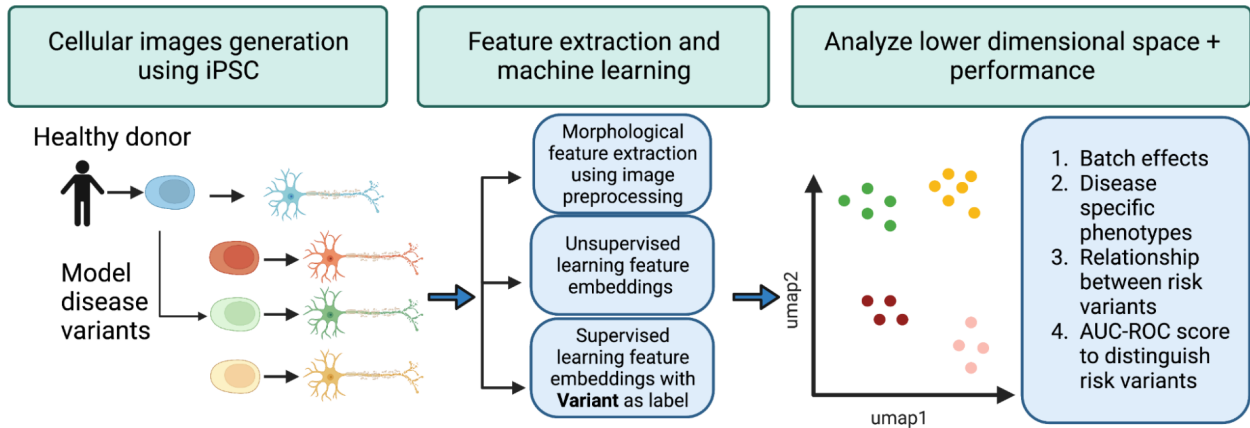 Cellular images generation
using iPSC
Feature extraction and
machine learning
Analyze lower dimensional space +
performance
Healthy donor
Model
disease
variants
Morphological
feature extraction
using image
preprocessing
Unsupervised
learning feature
embeddings
Supervised
learning feature
embeddings with
Variant as label
umap2
umap1
1. Batch effects
2. Disease
specific
phenotypes
3. Relationship
between risk
variants
4. AUC-ROC score
to distinguish
risk variants